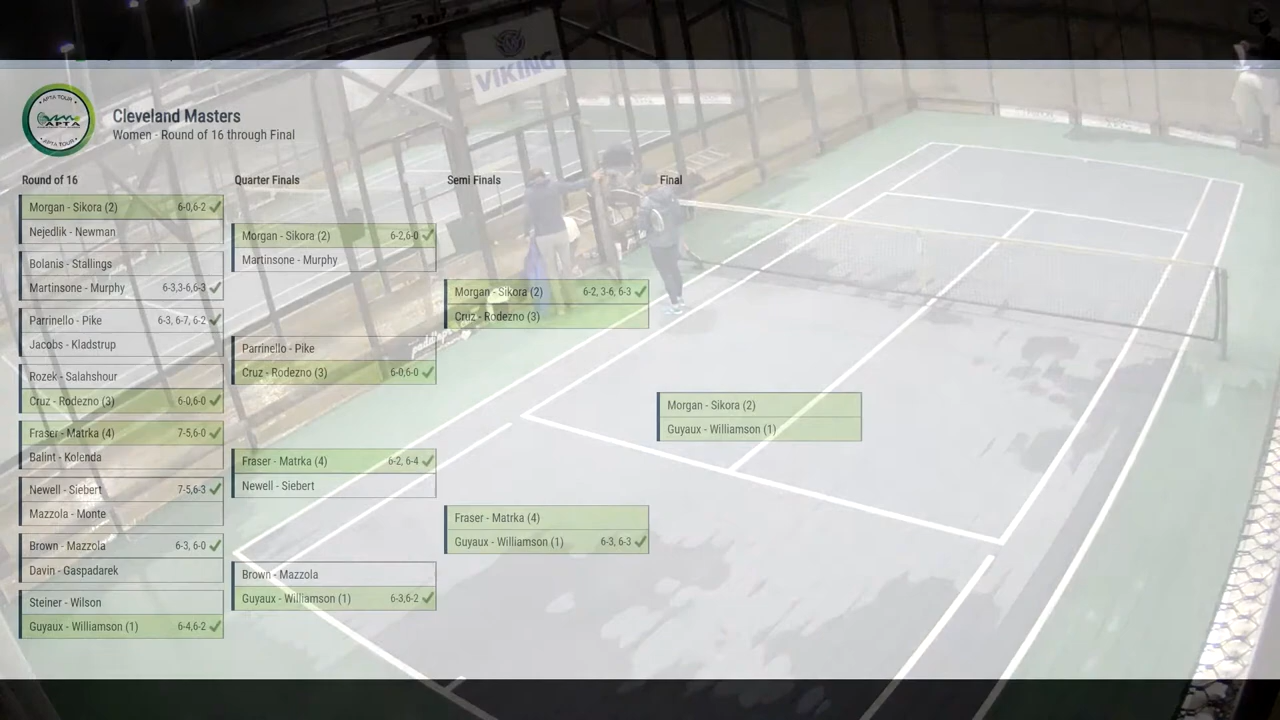 VIKING
APTA TOUR
APTA
APTA TOUR
Cleveland Masters
Women - Round of 16 through Final
Round of 16
Quarter Finals
Semi Finals
Final
Morgan - Sikora (2) 6-0,6-2
Nejedlik - Newman
Bolanis - Stallings
Martinsone - Murphy 6-3,3-6,6-3
Parrinello - Pike 6-3, 6-7, 6-2
Jacobs - Kladstrup
Rozek - Salahshour
Cruz - Rodezno (3) 6-0,6-0
Fraser - Matrka (4) 7-5,6-0
Balint - Kolenda
Newell - Siebert 7-5,6-3
Mazzola - Monte
Brown - Mazzola 6-3, 6-0
Davin - Gaspadarek
Steiner - Wilson
Guyaux - Williamson (1) 6-4,6-2
Morgan - Sikora (2) 6-2,6-0
Martinsone - Murphy
Parrinello - Pike
Cruz - Rodezno (3) 6-0,6-0
Fraser - Matrka (4) 6-2, 6-4
Newell - Siebert
Brown - Mazzola
Guyaux - Williamson (1) 6-3,6-2
Morgan - Sikora (2) 6-2, 3-6, 6-3
Cruz - Rodezno (3)
Fraser - Matrka (4)
Guyaux - Williamson (1) 6-3, 6-3
Morgan - Sikora (2)
Guyaux - Williamson (1)